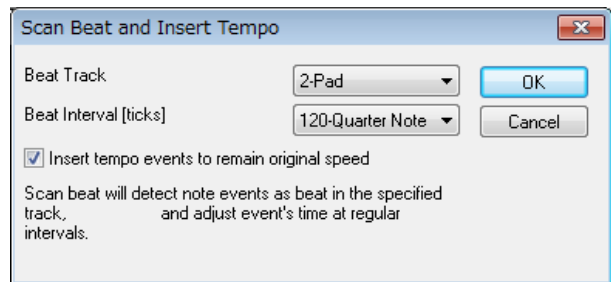 Scan Beat and Insert Tempo
Beat Track
2-Pad
OK
Beat Interval [ticks]
120-Quarter Note
Cancel
Insert tempo events to remain original speed
Scan beat will detect note events as beat in the specified
track, and adjust event's time at regular
intervals.